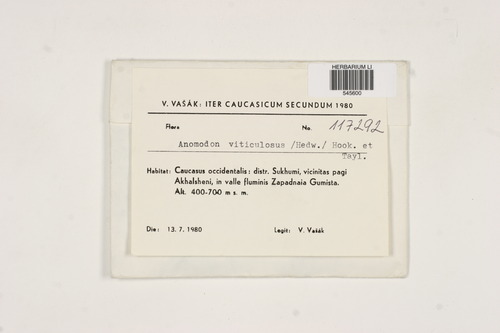 HERBARIUM LI
545600
V. VAŠÁK: ITER CAUCASICUM SECUNDUM 1980
Flora No. 117292
Anomodon viticulosus /Hedw./ Hook. et
Tayl.
Habitat: Caucasus occidentalis: distr. Sukhumi, vicinitas pagi
Akhalsheni, in valle fluminis Zapadnaia Gumista.
Alt. 400-700 m s. m.
Die: 13. 7. 1980 Legit: V. Vašák